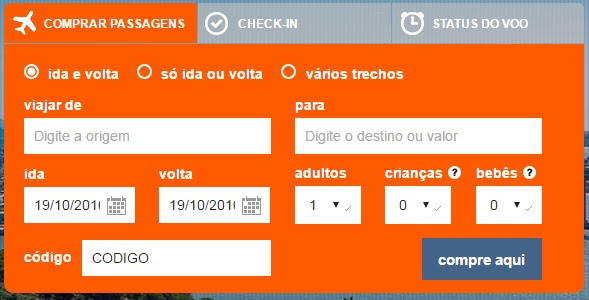 COMPRAR PASSAGENS CHECK-IN STATUS DO VOO
ida e volta só ida ou volta vários trechos
viajar de para
Digite a origem Digite o destino ou valor
ida volta adultos crianças ? bebês ?
19/10/201 19/10/201 1 0 0
código CODIGO compre aqui